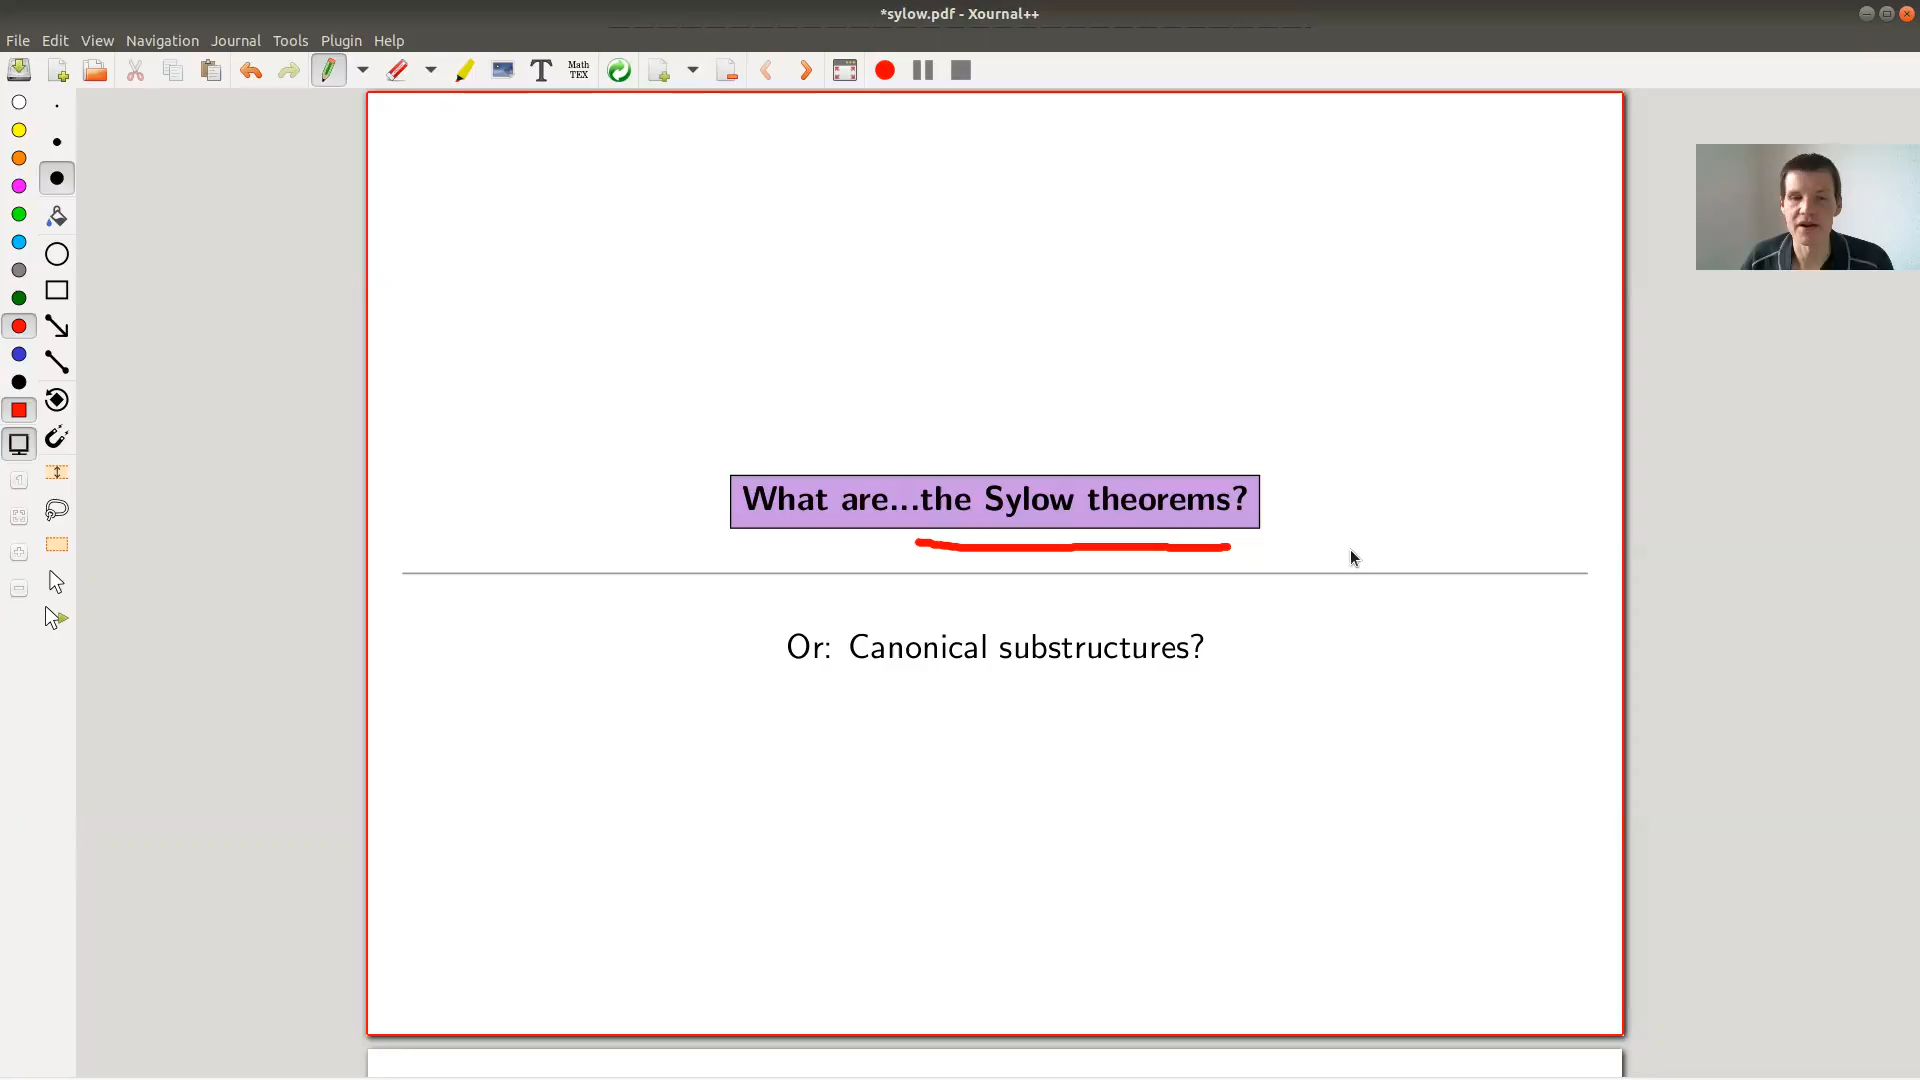 *sylow.pdf - Xournal++
File Edit View Navigation Journal Tools Plugin Help
T Math
TEX
What are...the Sylow theorems?
Or: Canonical substructures?